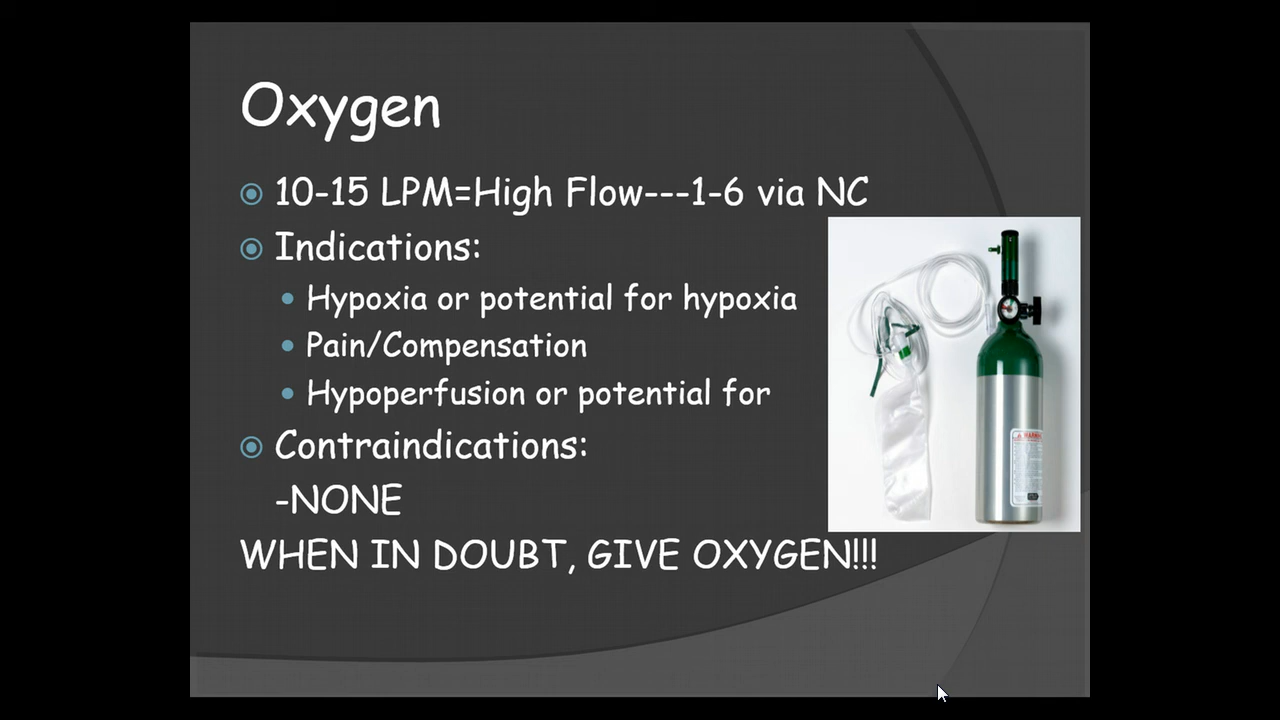 Oxygen
10-15 LPM=High Flow---1-6 via NC
Indications:
Hypoxia or potential for hypoxia
Pain/Compensation
Hypoperfusion or potential for
Contraindications:
-NONE
WHEN IN DOUBT, GIVE OXYGEN!!!